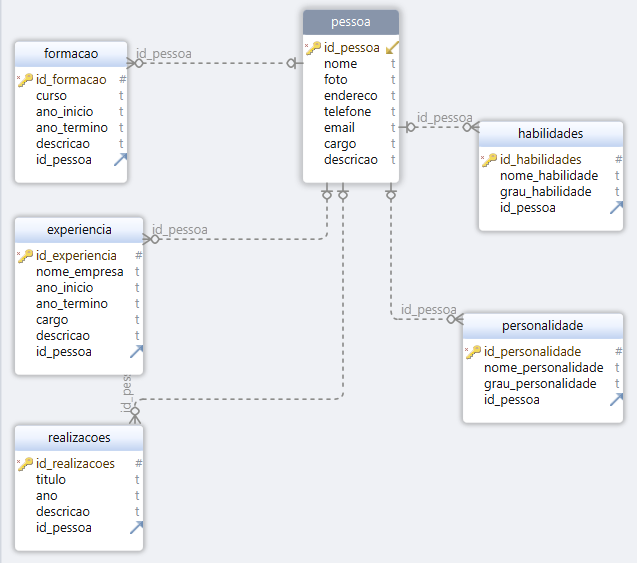 pessoa
id_pessoa
nome t
foto t
endereco t
telefone t
email t
cargo t
descricao t
formacao
id_formacao #
curso t
ano_inicio t
ano_termino t
descricao t
id_pessoa
id_pessoa
id_pessoa
habilidades
id_habilidades #
nome_habilidade t
grau_habilidade t
id_pessoa
experiencia
id_experiencia #
nome_empresa t
ano_inicio t
ano_termino t
cargo t
descricao t
id_pessoa
id_pessoa
id_pessoa
personalidade
id_personalidade #
nome_personalidade t
grau_personalidade t
id_pessoa
id_pess
realizacoes
id_realizacoes #
titulo t
ano t
descricao t
id_pessoa